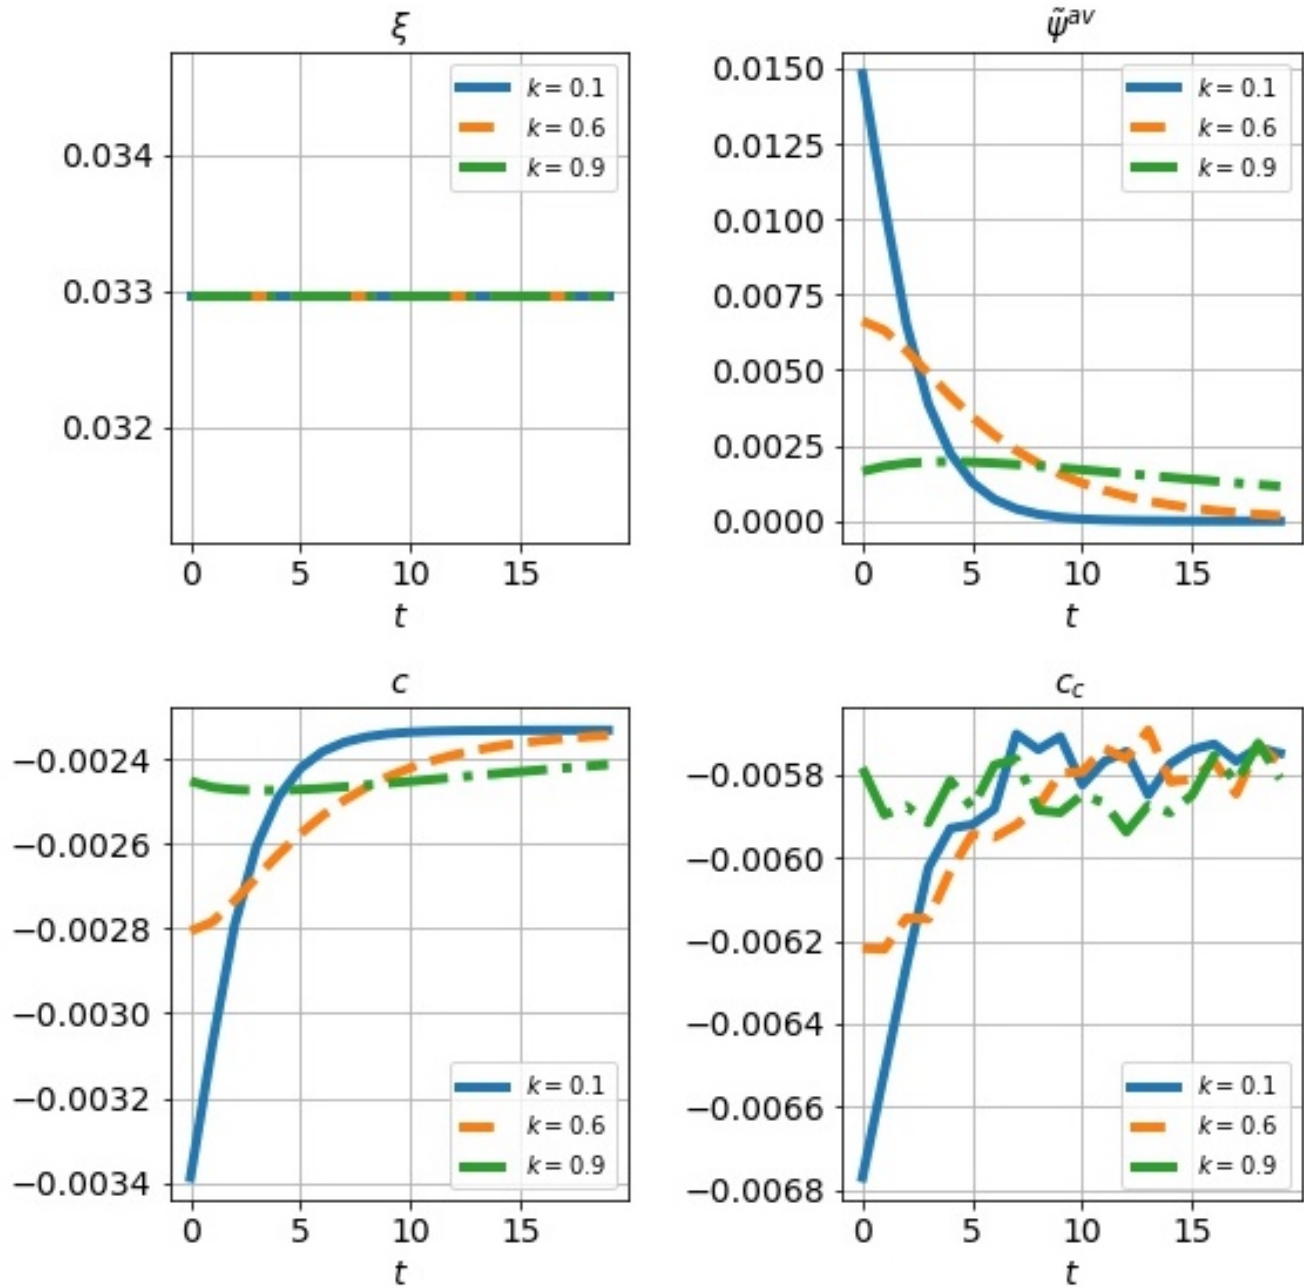 ξ
k = 0.1
k = 0.6
k = 0.9
0.034
0.033
0.032
0 5 10 15
t
ψ̃ᵃᵛ
0.0150
0.0125
0.0100
0.0075
0.0050
0.0025
0.0000
k = 0.1
k = 0.6
k = 0.9
0 5 10 15
t
c
−0.0024
−0.0026
−0.0028
−0.0030
−0.0032
−0.0034
k = 0.1
k = 0.6
k = 0.9
0 5 10 15
t
c_c
−0.0058
−0.0060
−0.0062
−0.0064
−0.0066
−0.0068
k = 0.1
k = 0.6
k = 0.9
0 5 10 15
t